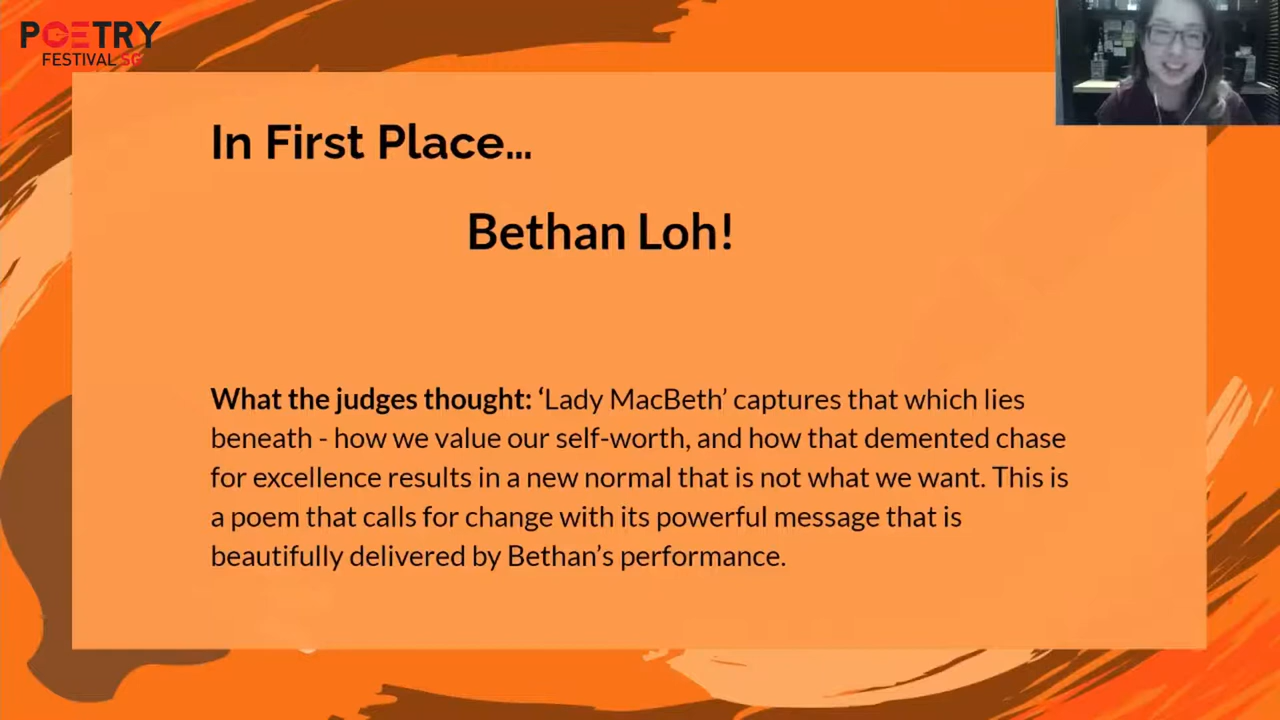 POETRY
FESTIVAL SG
In First Place...
Bethan Loh!
What the judges thought: ‘Lady MacBeth’ captures that which lies
beneath - how we value our self-worth, and how that demented chase
for excellence results in a new normal that is not what we want. This is
a poem that calls for change with its powerful message that is
beautifully delivered by Bethan’s performance.